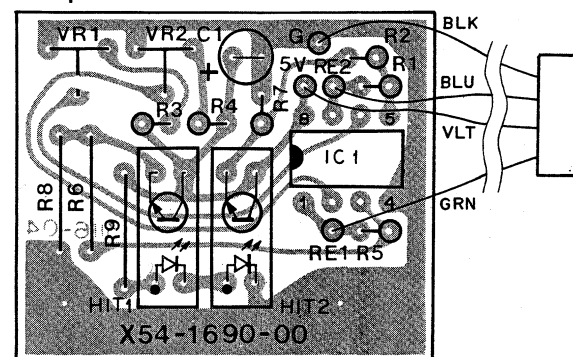 VR1 VR2 C1 G R2 BLK
+ 5V RE2 R1
BLU
R3 R4 R7 8 5
VLT
IC1
R8 R6 R9 1 4 GRN
RE1 R5
HIT1 HIT2
X54-1690-00